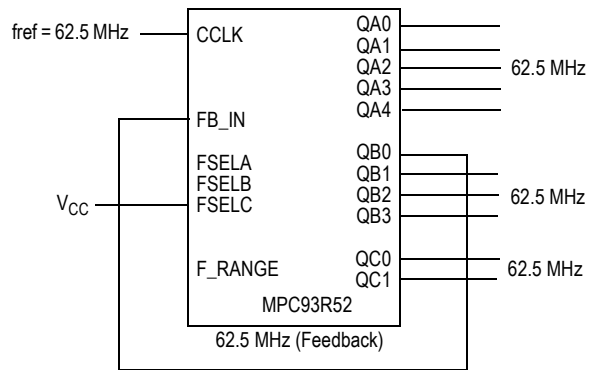 fref = 62.5 MHz
CCLK
QA0
QA1
QA2
QA3
QA4
62.5 MHz
FB_IN
QB0
QB1
QB2
QB3
62.5 MHz
FSELA
FSELB
FSELC
VCC
F_RANGE
QC0
QC1
62.5 MHz
MPC93R52
62.5 MHz (Feedback)